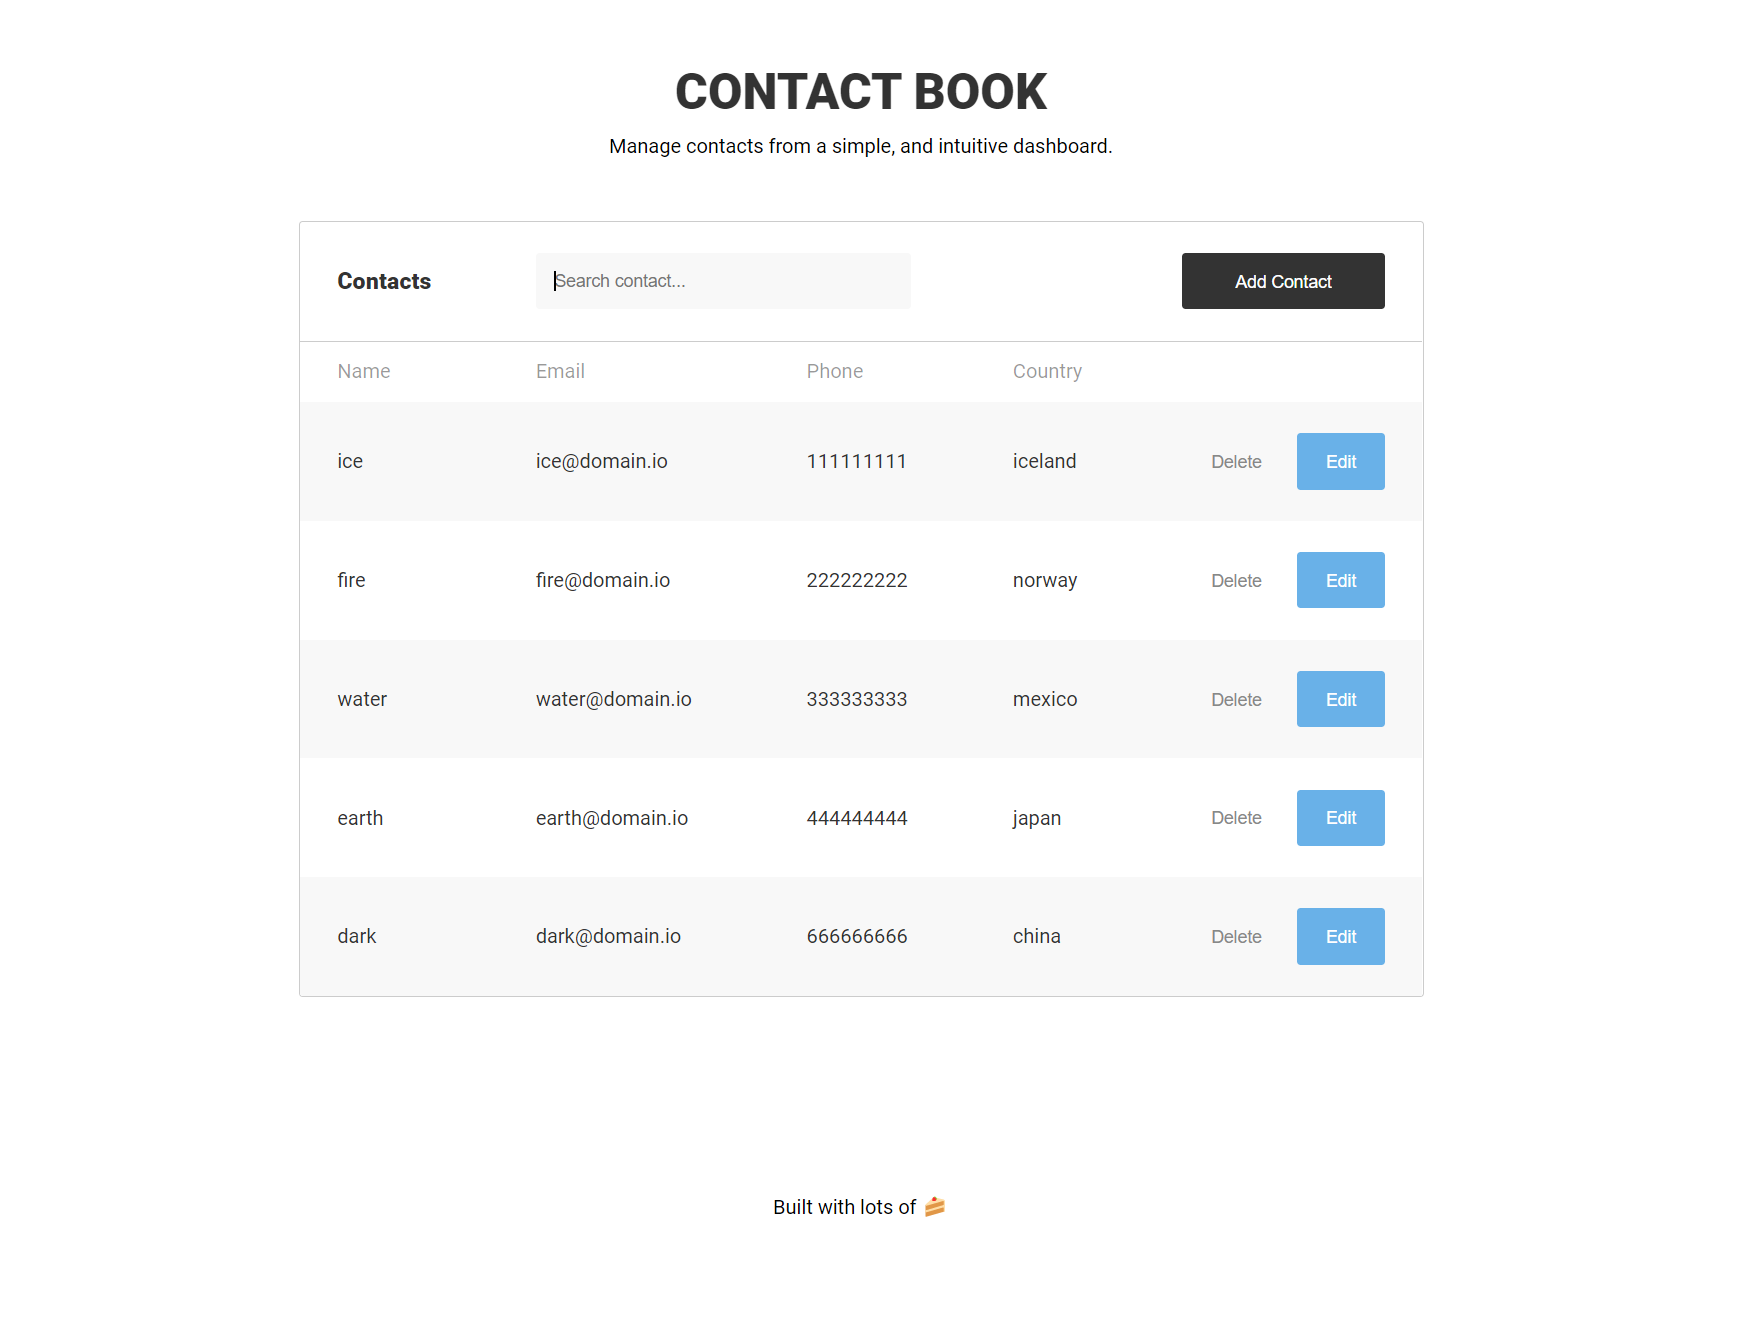 CONTACT BOOK
Manage contacts from a simple, and intuitive dashboard.
Contacts Search contact... Add Contact
Name Email Phone Country
ice ice@domain.io 111111111 iceland Delete Edit
fire fire@domain.io 222222222 norway Delete Edit
water water@domain.io 333333333 mexico Delete Edit
earth earth@domain.io 444444444 japan Delete Edit
dark dark@domain.io 666666666 china Delete Edit
Built with lots of 🍰